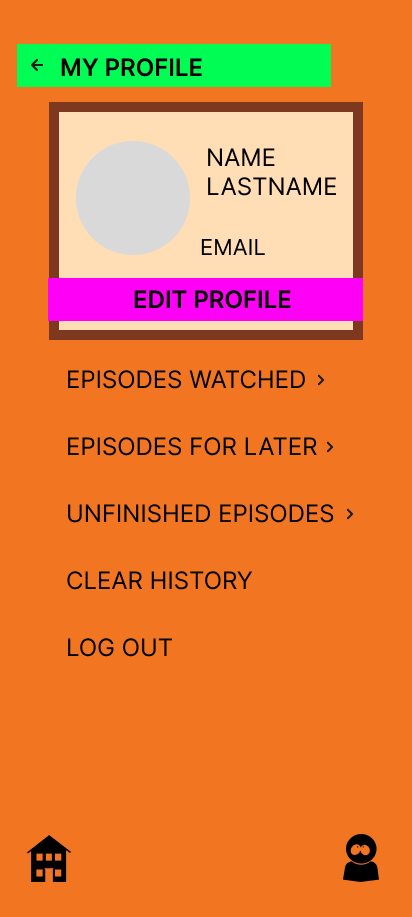 MY PROFILE
NAME
LASTNAME
EMAIL
EDIT PROFILE
EPISODES WATCHED
EPISODES FOR LATER
UNFINISHED EPISODES
CLEAR HISTORY
LOG OUT